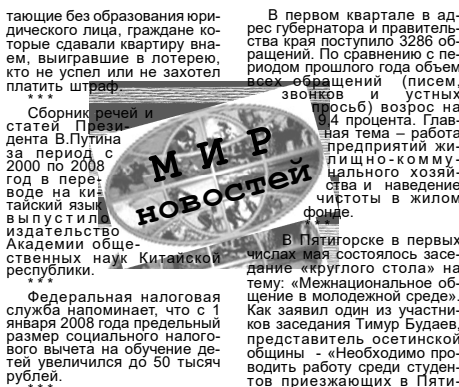 тающие без образования юри-
дического лица, граждане ко-
торые сдавали квартиру вна-
ем, выигравшие в лотерею,
кто не успел или не захотел
платить штраф.
* * *
Сборник речей и
статей Прези-
дента В.Путина
за период с
2000 по 2008
год в пере-
воде на ки-
тайский язык
выпустило
издательство
Академии обще-
ственных наук Китайской
республики.
* * *
Федеральная налоговая
служба напоминает, что с 1
января 2008 года предельный
размер социального налого-
вого вычета на обучение де-
тей увеличился до 50 тысяч
рублей.
* * *
МИР
новостей
В первом квартале в ад-
рес губернатора и правитель-
ства края поступило 3286 об-
ращений. По сравнению с пе-
риодом прошлого года объем
всех обращений (писем,
звонков и устных
просьб) возрос на
9,4 процента. Глав-
ная тема – работа
предприятий жи-
лищно-комму-
нального хозяй-
ства и наведение
чистоты в жилом
фонде.
* * *
В Пятигорске в первых
числах мая состоялось засе-
дание «круглого стола» на
тему: «Межнациональное об-
щение в молодежной среде».
Как заявил один из участни-
ков заседания Тимур Будаев,
представитель осетинской
общины - «Необходимо про-
водить работу среди студен-
тов приезжающих в Пяти-